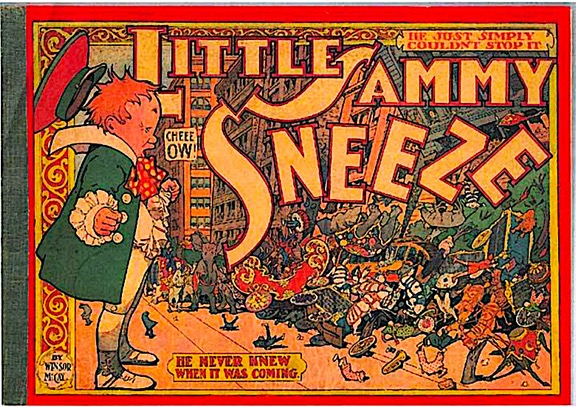 LITTLE SAMMY
SNEEZE
HE JUST SIMPLY
COULDN'T STOP IT
CHEEE
OW!
HE NEVER KNEW
WHEN IT WAS COMING.
BY
WINSOR
McCAY.